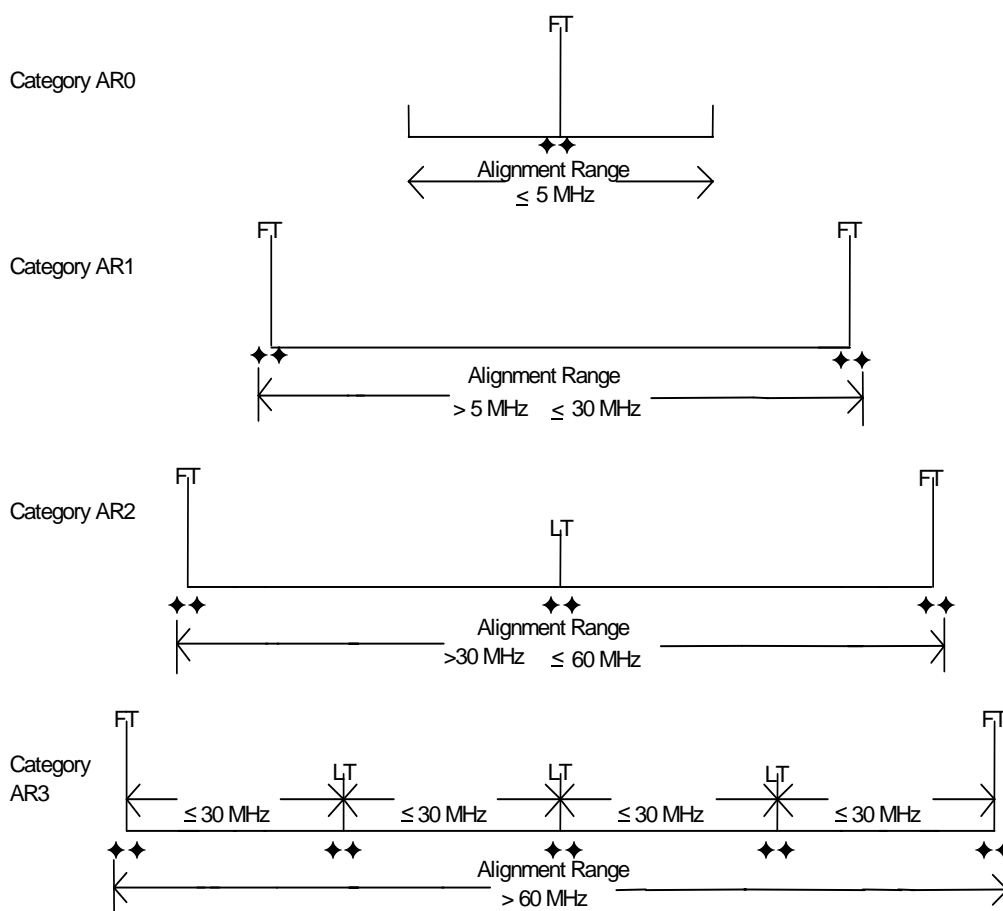 FT
Category AR0
Alignment Range
≤ 5 MHz
FT FT
Category AR1
Alignment Range
> 5 MHz ≤ 30 MHz
FT FT
Category AR2
LT
Alignment Range
>30 MHz ≤ 60 MHz
FT FT
Category
AR3
LT LT LT
≤ 30 MHz ≤ 30 MHz ≤ 30 MHz ≤ 30 MHz
Alignment Range
> 60 MHz